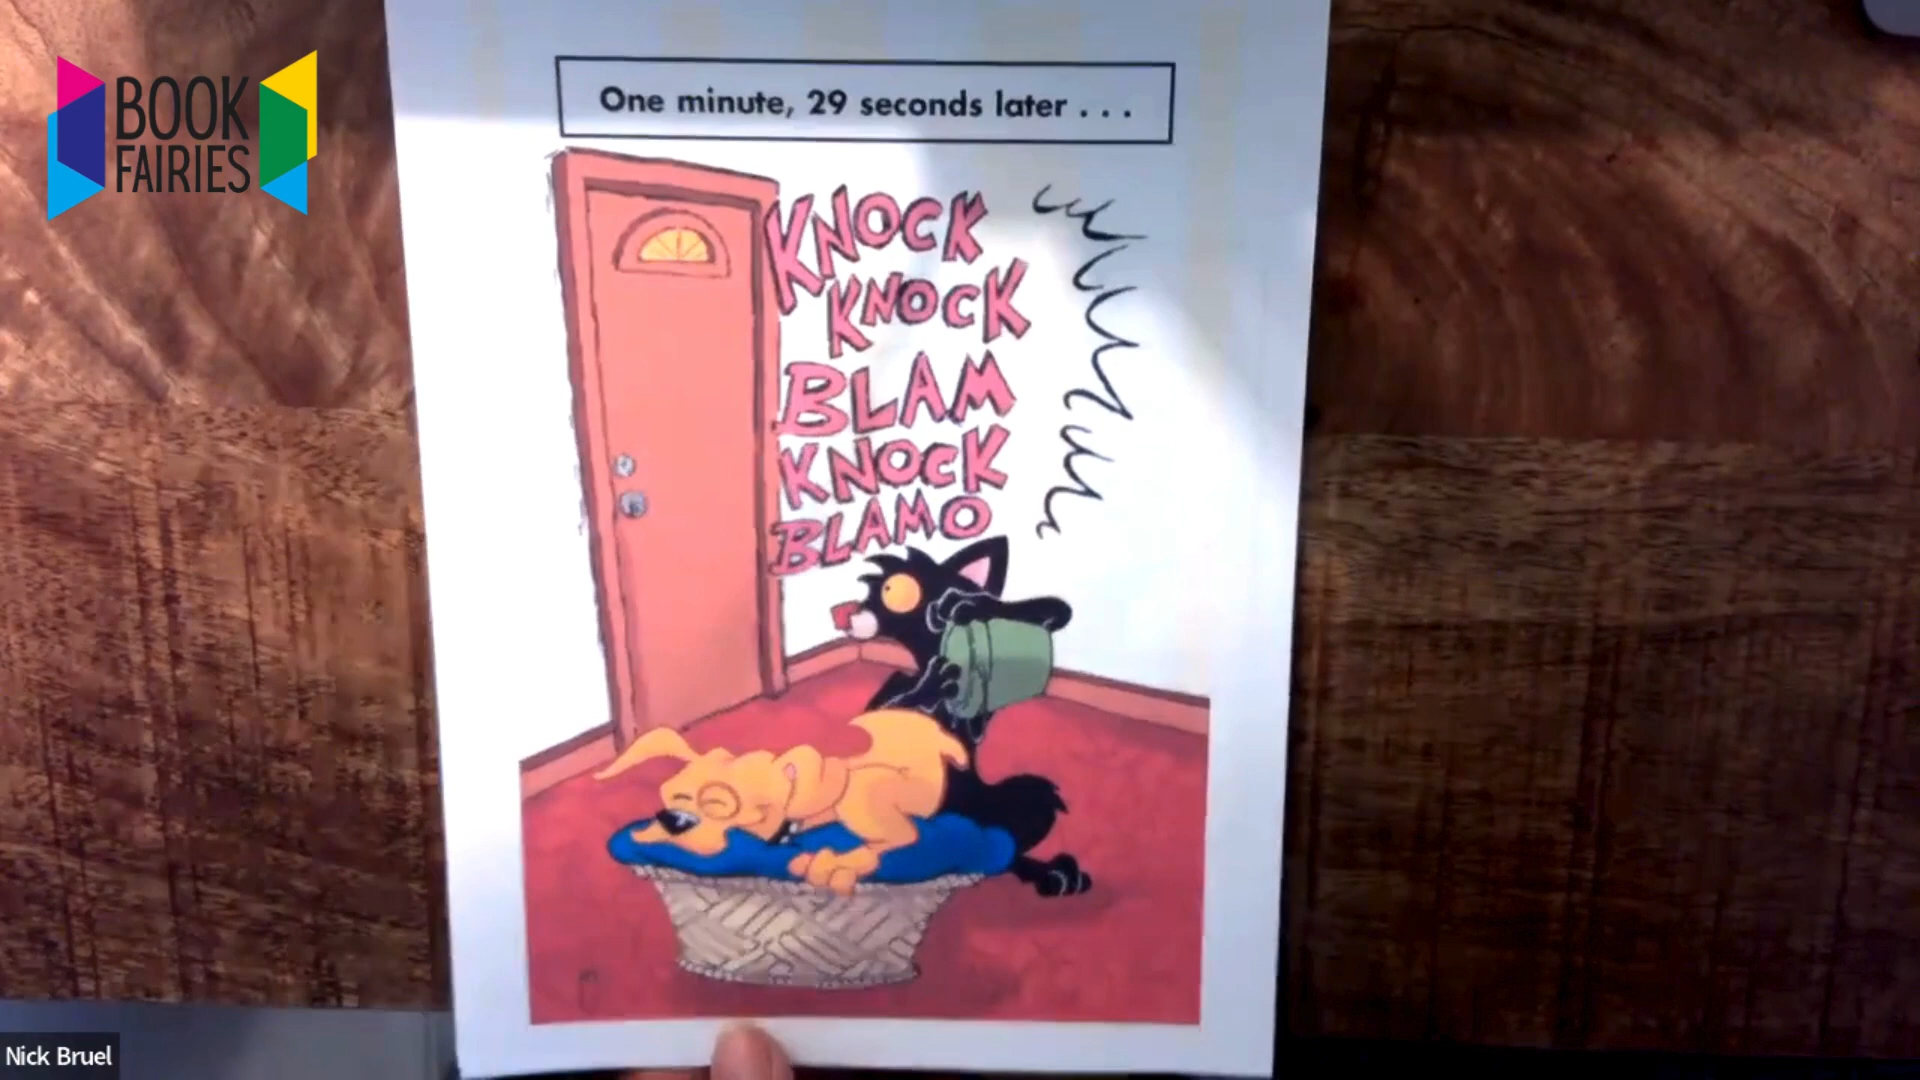 BOOK
FAIRIES
One minute, 29 seconds later . . .
KNOCK
KNOCK
BLAM
KNOCK
BLAMO
Nick Bruel